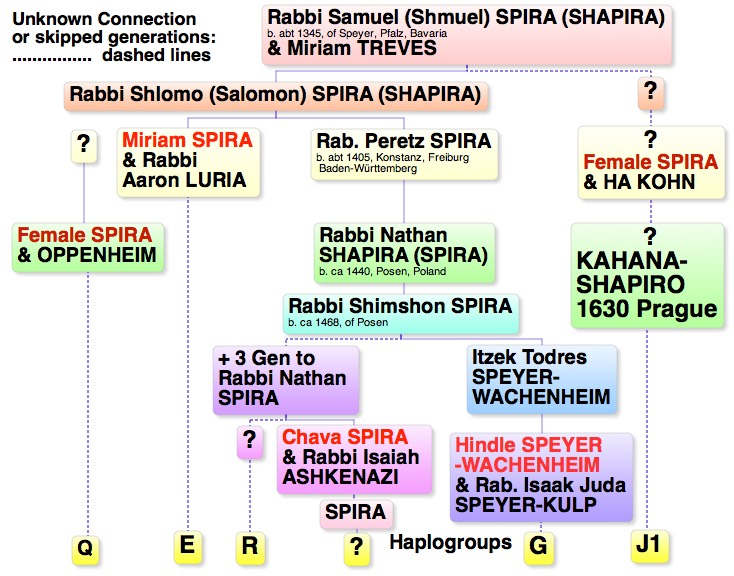 Unknown Connection
or skipped generations:
................ dashed lines
Rabbi Samuel (Shmuel) SPIRA (SHAPIRA)
b. abt 1345, of Speyer, Pfalz, Bavaria
& Miriam TREVES
Rabbi Shlomo (Salomon) SPIRA (SHAPIRA)
?
?
Miriam SPIRA
& Rabbi
Aaron LURIA
Rab. Peretz SPIRA
b. abt 1405, Konstanz, Freiburg
Baden-Württemberg
?
Female SPIRA
& HA KOHN
Female SPIRA
& OPPENHEIM
Rabbi Nathan
SHAPIRA (SPIRA)
b. ca 1440, Posen, Poland
?
KAHANA-
SHAPIRO
1630 Prague
Rabbi Shimshon SPIRA
b. ca 1468, of Posen
+ 3 Gen to
Rabbi Nathan
SPIRA
Itzek Todres
SPEYER-
WACHENHEIM
?
Chava SPIRA
& Rabbi Isaiah
ASHKENAZI
Hindle SPEYER
-WACHENHEIM
& Rab. Isaak Juda
SPEYER-KULP
SPIRA
Q
E
R
?
Haplogroups
G
J1